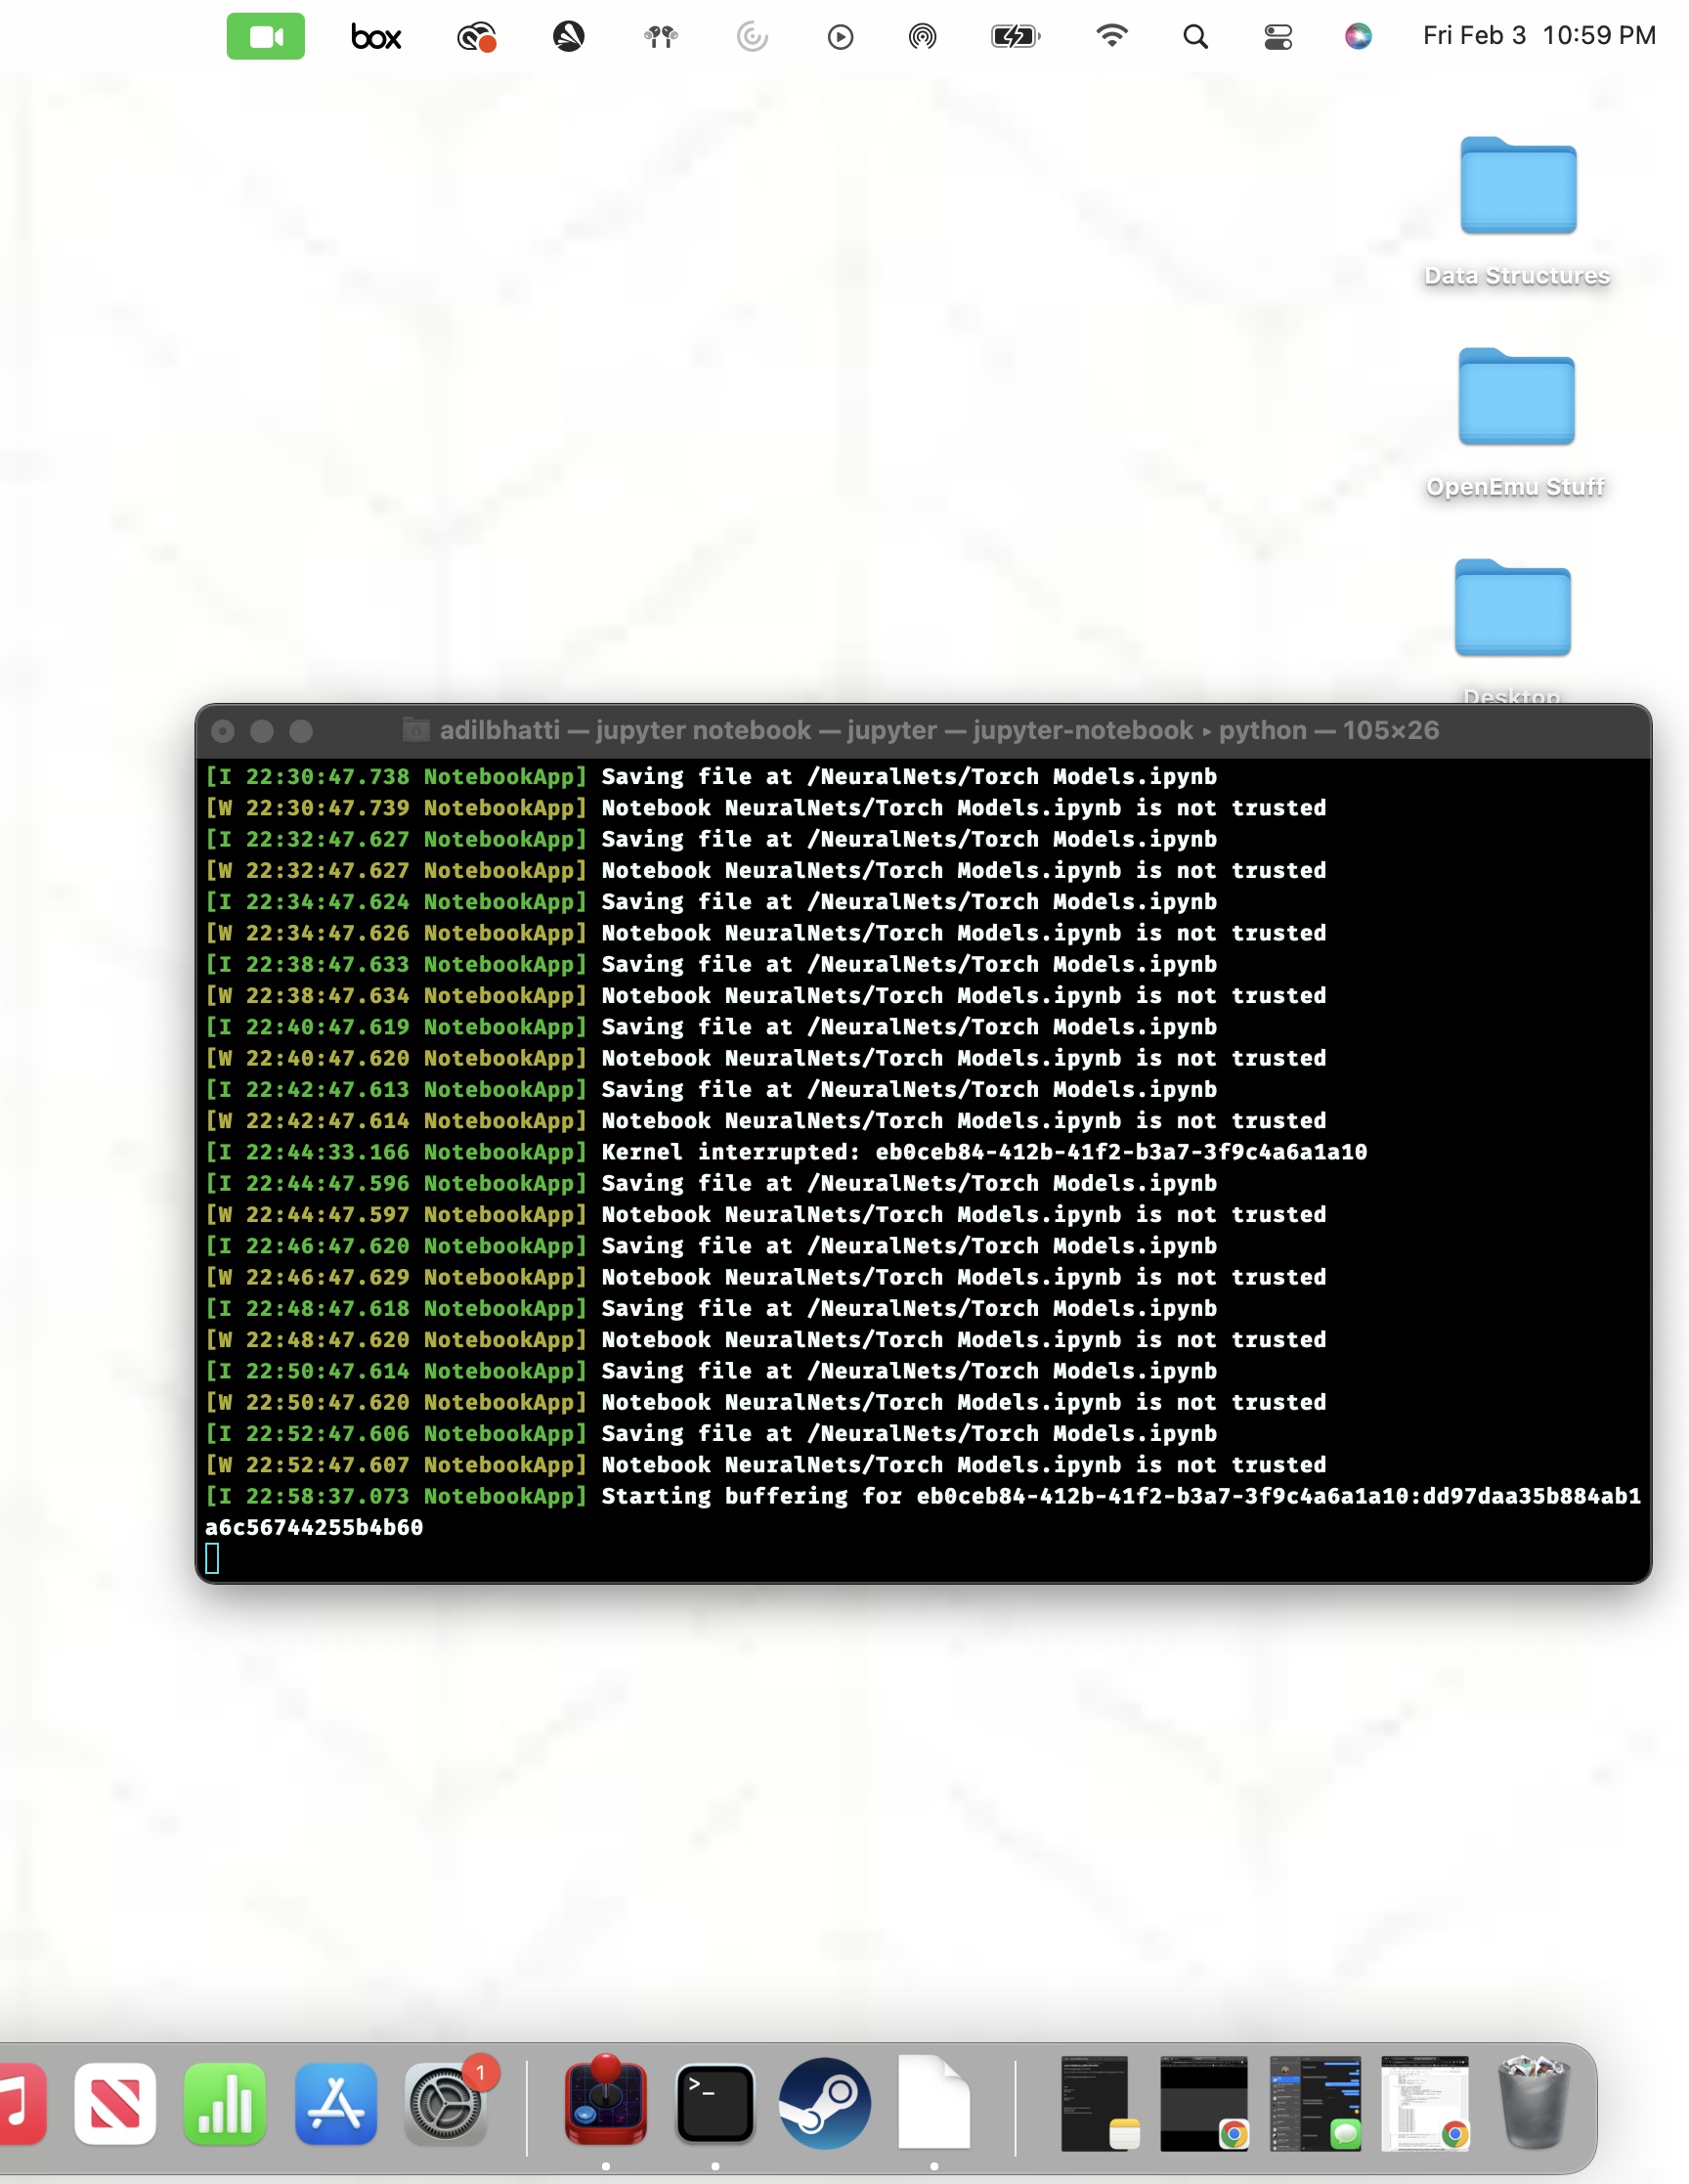 box
Fri Feb 3 10:59 PM
Data Structures
OpenEmu Stuff
Desktop
adilbhatti — jupyter notebook — jupyter — jupyter-notebook ▸ python — 105×26
[I 22:30:47.738 NotebookApp] Saving file at /NeuralNets/Torch Models.ipynb
[W 22:30:47.739 NotebookApp] Notebook NeuralNets/Torch Models.ipynb is not trusted
[I 22:32:47.627 NotebookApp] Saving file at /NeuralNets/Torch Models.ipynb
[W 22:32:47.627 NotebookApp] Notebook NeuralNets/Torch Models.ipynb is not trusted
[I 22:34:47.624 NotebookApp] Saving file at /NeuralNets/Torch Models.ipynb
[W 22:34:47.626 NotebookApp] Notebook NeuralNets/Torch Models.ipynb is not trusted
[I 22:38:47.633 NotebookApp] Saving file at /NeuralNets/Torch Models.ipynb
[W 22:38:47.634 NotebookApp] Notebook NeuralNets/Torch Models.ipynb is not trusted
[I 22:40:47.619 NotebookApp] Saving file at /NeuralNets/Torch Models.ipynb
[W 22:40:47.620 NotebookApp] Notebook NeuralNets/Torch Models.ipynb is not trusted
[I 22:42:47.613 NotebookApp] Saving file at /NeuralNets/Torch Models.ipynb
[W 22:42:47.614 NotebookApp] Notebook NeuralNets/Torch Models.ipynb is not trusted
[I 22:44:33.166 NotebookApp] Kernel interrupted: eb0ceb84-412b-41f2-b3a7-3f9c4a6a1a10
[I 22:44:47.596 NotebookApp] Saving file at /NeuralNets/Torch Models.ipynb
[W 22:44:47.597 NotebookApp] Notebook NeuralNets/Torch Models.ipynb is not trusted
[I 22:46:47.620 NotebookApp] Saving file at /NeuralNets/Torch Models.ipynb
[W 22:46:47.629 NotebookApp] Notebook NeuralNets/Torch Models.ipynb is not trusted
[I 22:48:47.618 NotebookApp] Saving file at /NeuralNets/Torch Models.ipynb
[W 22:48:47.620 NotebookApp] Notebook NeuralNets/Torch Models.ipynb is not trusted
[I 22:50:47.614 NotebookApp] Saving file at /NeuralNets/Torch Models.ipynb
[W 22:50:47.620 NotebookApp] Notebook NeuralNets/Torch Models.ipynb is not trusted
[I 22:52:47.606 NotebookApp] Saving file at /NeuralNets/Torch Models.ipynb
[W 22:52:47.607 NotebookApp] Notebook NeuralNets/Torch Models.ipynb is not trusted
[I 22:58:37.073 NotebookApp] Starting buffering for eb0ceb84-412b-41f2-b3a7-3f9c4a6a1a10:dd97daa35b884ab1
a6c56744255b4b60
1
>_